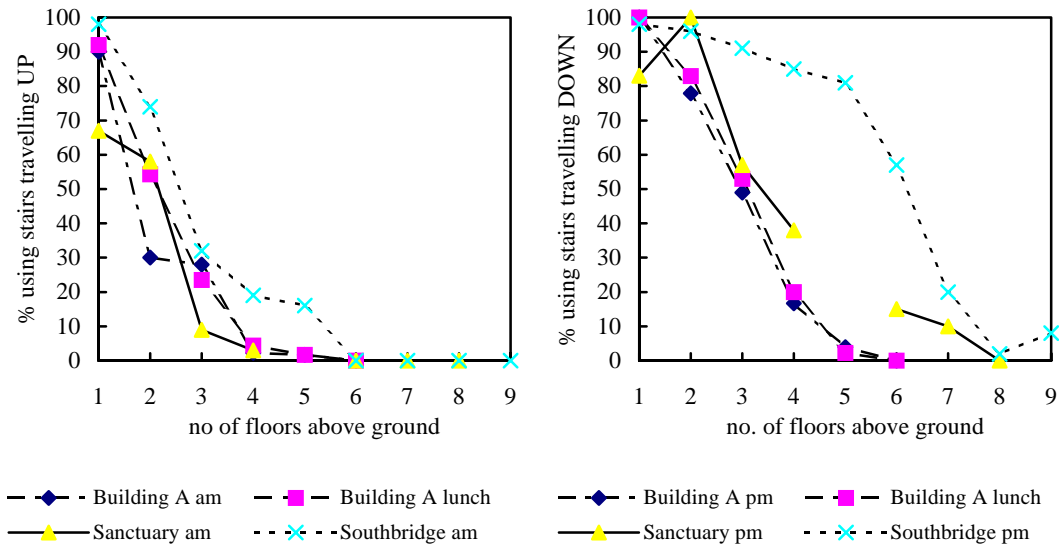 % using stairs travelling UP
100
90
80
70
60
50
40
30
20
10
0
1 2 3 4 5 6 7 8 9
no of floors above ground
Building A am
Building A lunch
Sanctuary am
Southbridge am
% using stairs travelling DOWN
100
90
80
70
60
50
40
30
20
10
0
1 2 3 4 5 6 7 8 9
no. of floors above ground
Building A pm
Building A lunch
Sanctuary pm
Southbridge pm